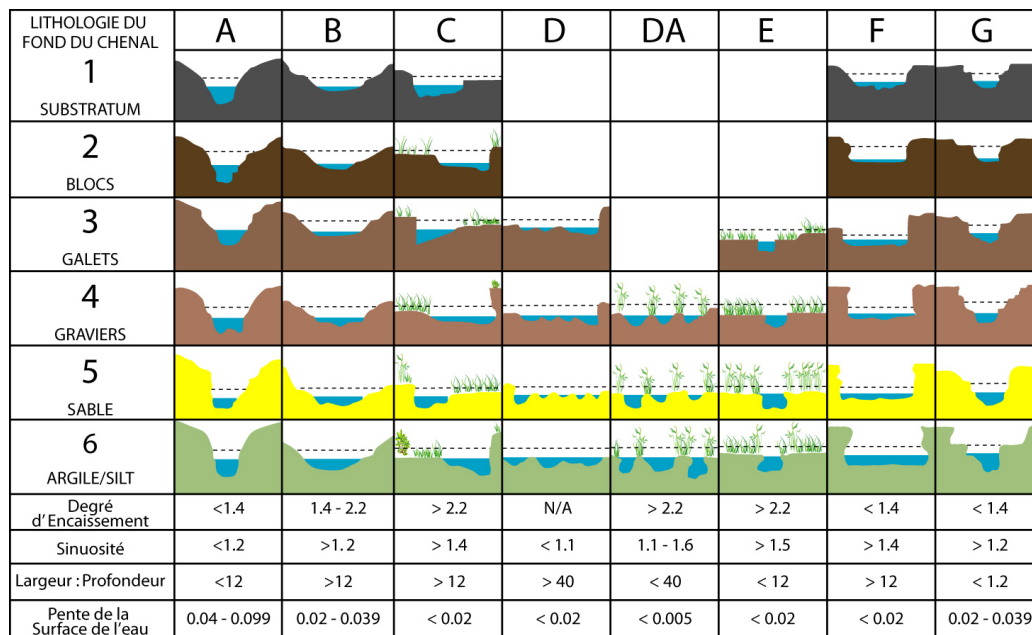 LITHOLOGIE DU
FOND DU CHENAL
A B C D DA E F G
1
SUBSTRATUM
2
BLOCS
3
GALETS
4
GRAVIERS
5
SABLE
6
ARGILE/SILT
Degré
d'Encaissement
<1.4 1.4 - 2.2 > 2.2 N/A > 2.2 > 2.2 < 1.4 < 1.4
Sinuosité <1.2 >1.2 > 1.4 < 1.1 1.1 - 1.6 > 1.5 > 1.4 > 1.2
Largeur : Profondeur <12 >12 > 12 > 40 < 40 < 12 > 12 < 1.2
Pente de la
Surface de l'eau
0.04 - 0.099 0.02 - 0.039 < 0.02 < 0.02 < 0.005 < 0.02 < 0.02 0.02 - 0.039